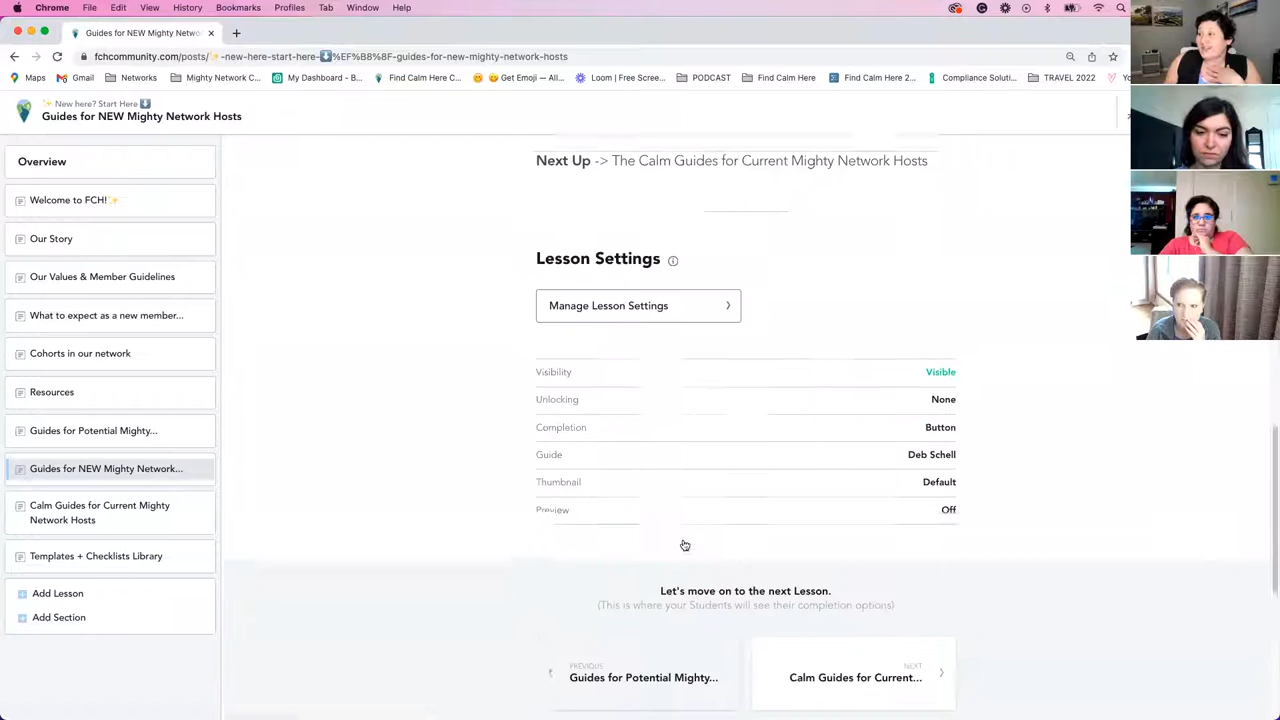 Chrome File Edit View History Bookmarks Profiles Tab Window Help
Guides for NEW Mighty Netwo
fchcommunity.com/posts/✨-new-here-start-here-⬇️%EF%B8%8F-guides-for-new-mighty-network-hosts
Maps Gmail Networks Mighty Network C... My Dashboard - B... Find Calm Here C... Get Emoji — All... Loom | Free Scree... PODCAST Find Calm Here Find Calm Here 2... Compliance Soluti... TRAVEL 2022
✨ New here? Start Here ⬇️
Guides for NEW Mighty Network Hosts
Overview
Welcome to FCH!✨
Our Story
Our Values & Member Guidelines
What to expect as a new member...
Cohorts in our network
Resources
Guides for Potential Mighty...
Guides for NEW Mighty Network...
Calm Guides for Current Mighty
Network Hosts
Templates + Checklists Library
Add Lesson
Add Section
Next Up -> The Calm Guides for Current Mighty Network Hosts
Lesson Settings
Manage Lesson Settings
Visibility Visible
Unlocking None
Completion Button
Guide Deb Schell
Thumbnail Default
Preview Off
Let's move on to the next Lesson.
(This is where your Students will see their completion options)
PREVIOUS
Guides for Potential Mighty...
NEXT
Calm Guides for Current...